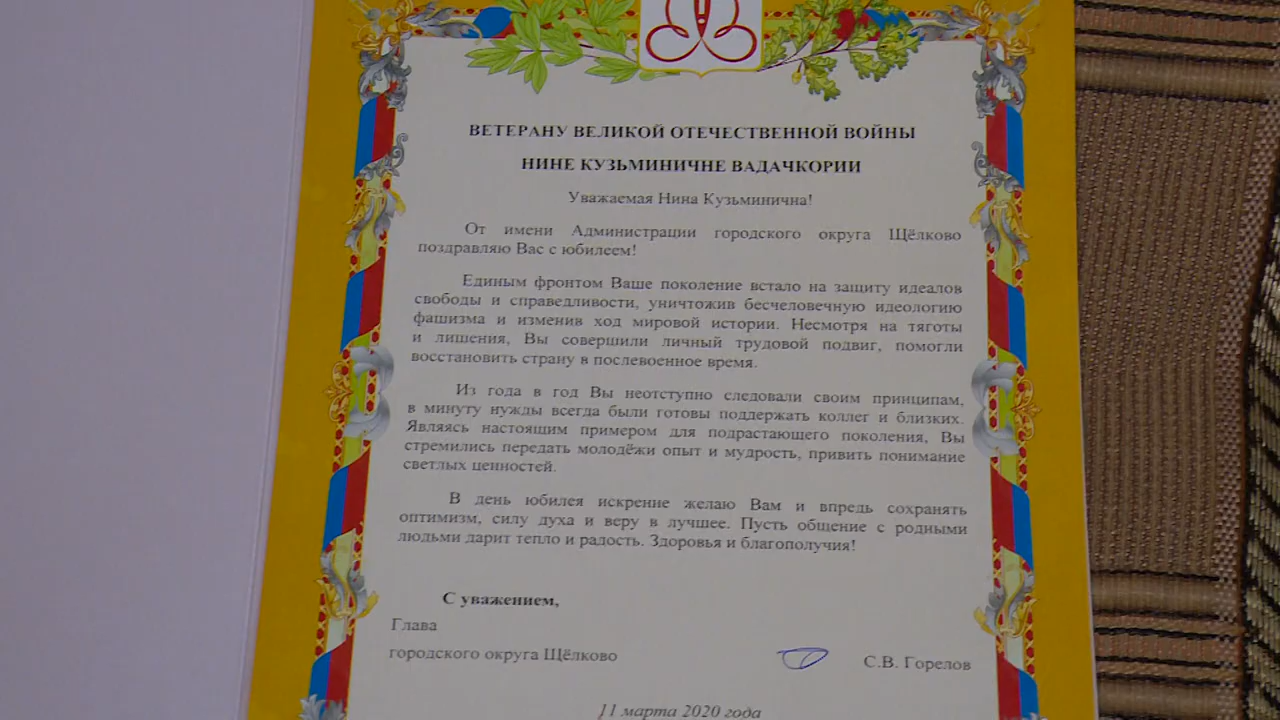 ВЕТЕРАНУ ВЕЛИКОЙ ОТЕЧЕСТВЕННОЙ ВОЙНЫ
НИНЕ КУЗЬМИНИЧНЕ ВАДАЧКОРИИ
Уважаемая Нина Кузьминична!
От имени Администрации городского округа Щёлково
поздравляю Вас с юбилеем!
Единым фронтом Ваше поколение встало на защиту идеалов
свободы и справедливости, уничтожив бесчеловечную идеологию
фашизма и изменив ход мировой истории. Несмотря на тяготы
и лишения, Вы совершили личный трудовой подвиг, помогли
восстановить страну в послевоенное время.
Из года в год Вы неотступно следовали своим принципам,
в минуту нужды всегда были готовы поддержать коллег и близких.
Являясь настоящим примером для подрастающего поколения, Вы
стремились передать молодёжи опыт и мудрость, привить понимание
светлых ценностей.
В день юбилея искренне желаю Вам и впредь сохранять
оптимизм, силу духа и веру в лучшее. Пусть общение с родными
людьми дарит тепло и радость. Здоровья и благополучия!
С уважением,
Глава
городского округа Щёлково С.В. Горелов
11 марта 2020 года